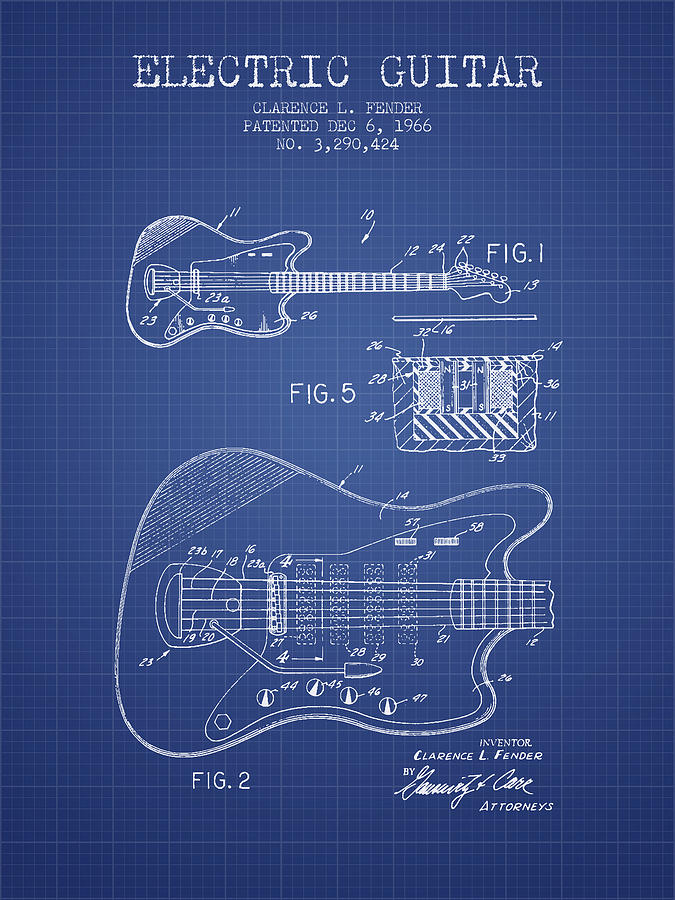 ELECTRIC GUITAR
CLARENCE L. FENDER
PATENTED DEC 6, 1966
NO. 3,290,424
11
10
12
24
22
FIG.1
13
23
23a
26
16
26
32
14
28
N
31
N
36
FIG. 5
34
S
S
11
33
11
14
57
58
23b
17
18
16
23a
4
31
19
20
27
21
12
23
4
28
29
30
44
45
46
47
26
INVENTOR
CLARENCE L. FENDER
BY
FIG. 2
ATTORNEYS